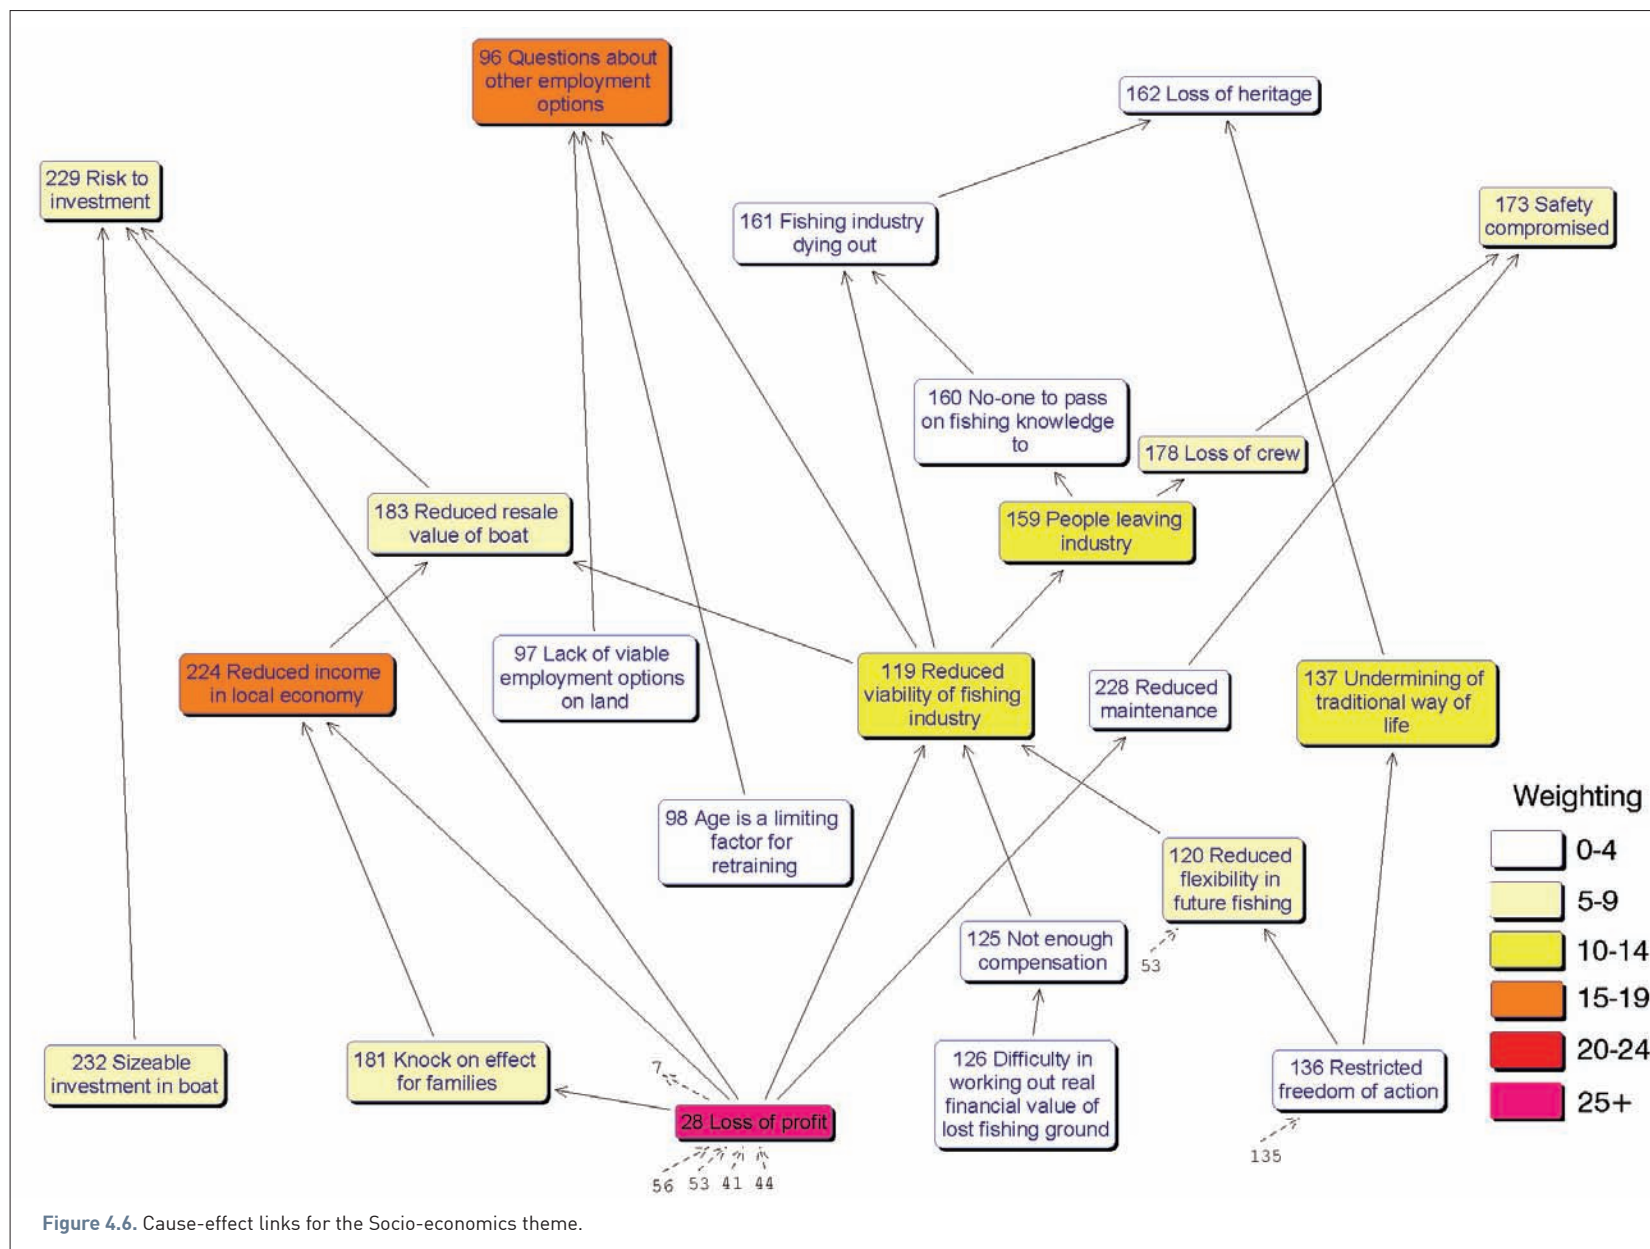 96 Questions about
other employment
options
162 Loss of heritage
229 Risk to
investment
161 Fishing industry
dying out
173 Safety
compromised
160 No-one to pass
on fishing knowledge
to
178 Loss of crew
183 Reduced resale
value of boat
159 People leaving
industry
224 Reduced income
in local economy
97 Lack of viable
employment options
on land
119 Reduced
viability of fishing
industry
228 Reduced
maintenance
137 Undermining of
traditional way of
life
98 Age is a limiting
factor for
retraining
120 Reduced
flexibility in
future fishing
53
125 Not enough
compensation
232 Sizeable
investment in boat
181 Knock on effect
for families
7
28 Loss of profit
56 53 41 44
126 Difficulty in
working out real
financial value of
lost fishing ground
136 Restricted
freedom of action
135
Weighting
0-4
5-9
10-14
15-19
20-24
25+
Figure 4.6. Cause-effect links for the Socio-economics theme.